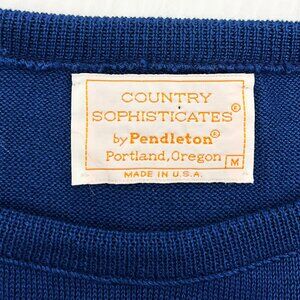 COUNTRY
SOPHISTICATES®
by Pendleton®
Portland, Oregon M
MADE IN U.S.A.